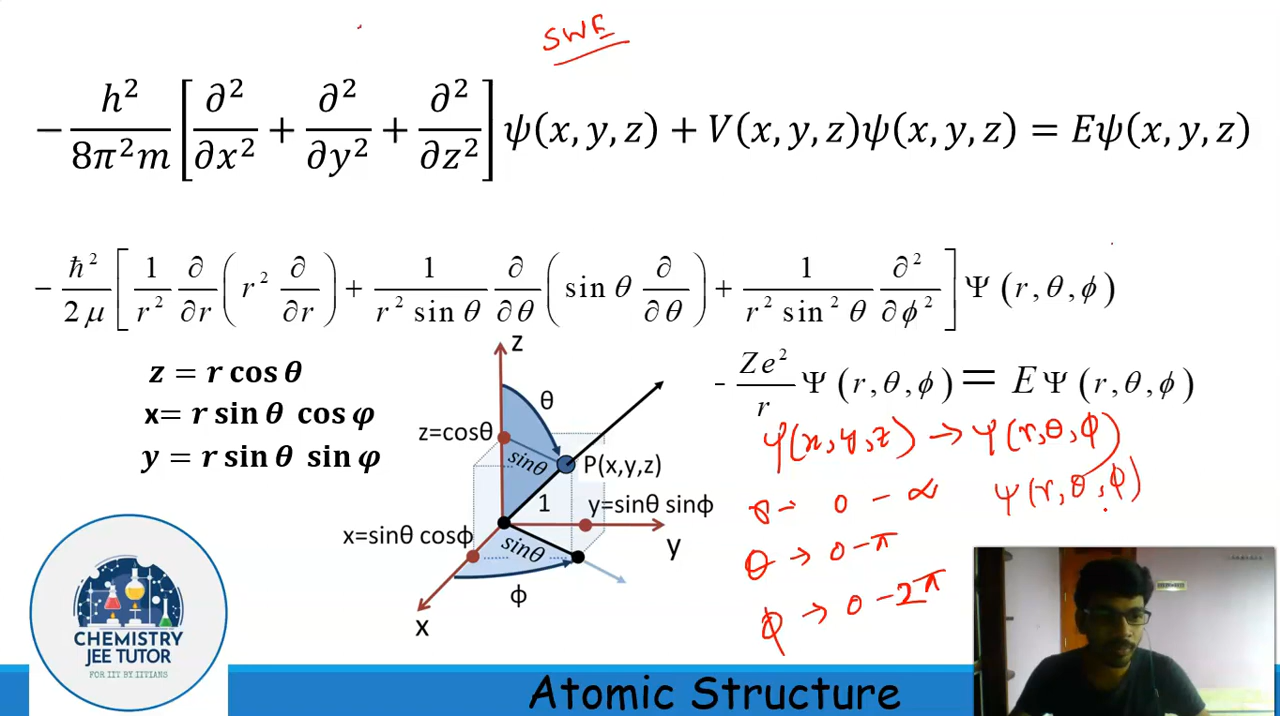 SWE
− h²/8π²m [∂²/∂x² + ∂²/∂y² + ∂²/∂z²] ψ(x, y, z) + V(x, y, z)ψ(x, y, z) = Eψ(x, y, z)
− ħ²/2μ [1/r² ∂/∂r (r² ∂/∂r) + 1/r² sin θ ∂/∂θ (sin θ ∂/∂θ) + 1/r² sin² θ ∂²/∂ϕ²] Ψ (r, θ, ϕ)
- Ze²/r Ψ (r, θ, ϕ) = E Ψ (r, θ, ϕ)
z = r cos θ
x= r sin θ cos φ
y = r sin θ sin φ
z
θ
z=cosθ
sinθ
P(x,y,z)
1
y=sinθ sinϕ
x=sinθ cosϕ
sinθ
y
ϕ
x
ψ(x, y, z) → ψ(r, θ, ϕ)
ψ(r, θ, ϕ)
0 - ∝
θ → 0 - π
ϕ → 0 - 2π
CHEMISTRY
JEE TUTOR
FOR IIT BY IITIANS
Atomic Structure